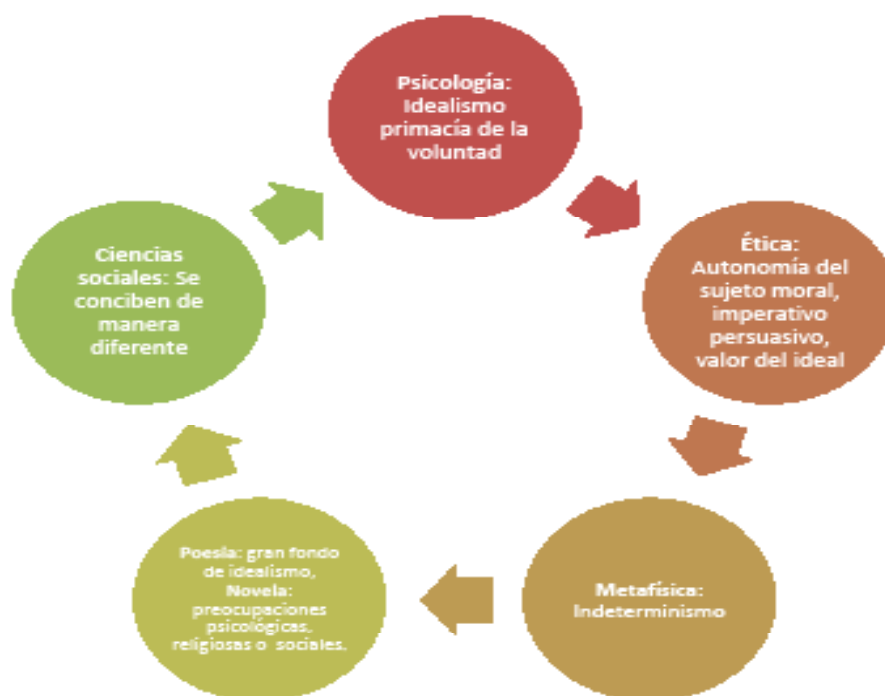 Psicología:
Idealismo
primacía de la
voluntad
Ética:
Autonomía del
sujeto moral,
imperativo
persuasivo,
valor del ideal
Metafísica:
Indeterminismo
Poesía: gran fondo
de idealismo,
Novela:
preocupaciones
psicológicas,
religiosas o sociales.
Ciencias
sociales: Se
conciben de
manera
diferente